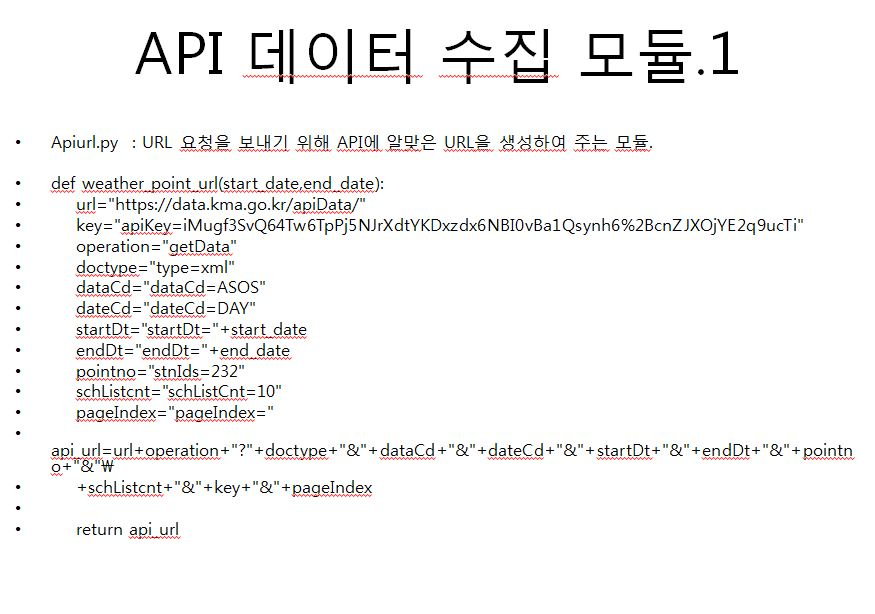 API 데이터 수집 모듈.1
• Apiurl.py : URL 요청을 보내기 위해 API에 알맞은 URL을 생성하여 주는 모듈.
• def weather_point_url(start_date,end_date):
• url="https://data.kma.go.kr/apiData/"
• key="apiKey=iMugf3SvQ64Tw6TpPj5NJrXdtYKDxzdx6NBI0vBa1Qsynh6%2BcnZJXOjYE2q9ucTi"
• operation="getData"
• doctype="type=xml"
• dataCd="dataCd=ASOS"
• dateCd="dateCd=DAY"
• startDt="startDt="+start_date
• endDt="endDt="+end_date
• pointno="stnIds=232"
• schListcnt="schListCnt=10"
• pageIndex="pageIndex="
•
api_url=url+operation+"?"+doctype+"&"+dataCd+"&"+dateCd+"&"+startDt+"&"+endDt+"&"+pointn
o+"&"₩
• +schListcnt+"&"+key+"&"+pageIndex
•
• return api_url